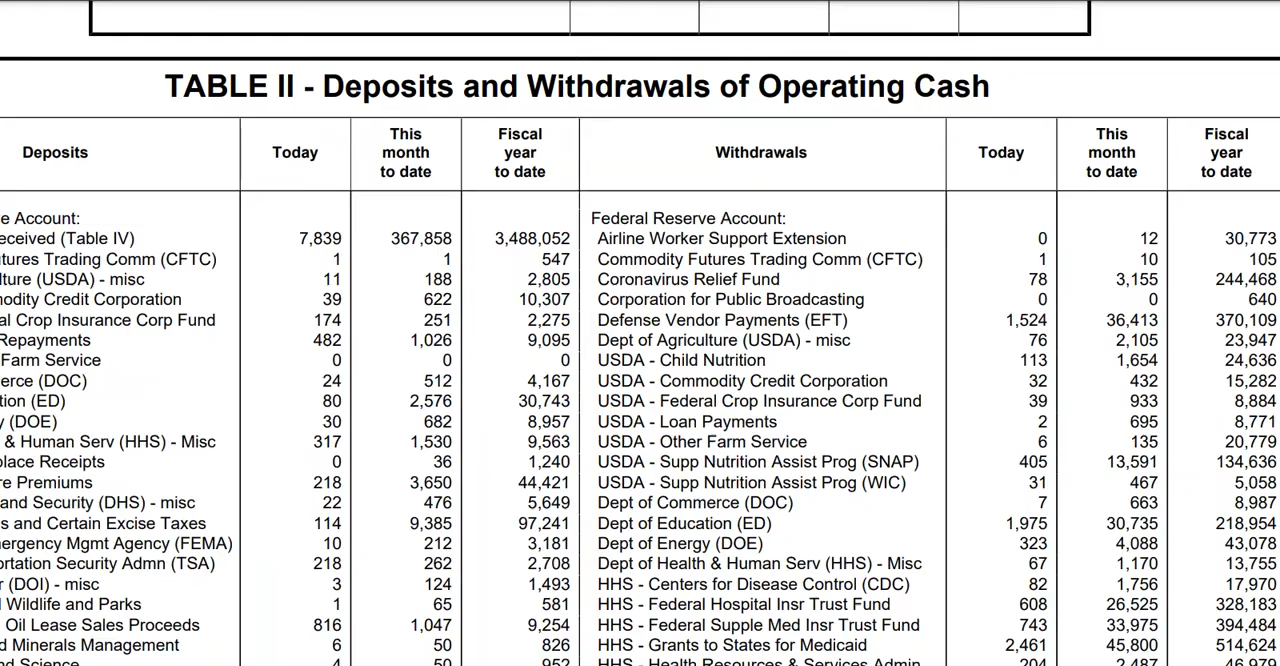 TABLE II - Deposits and Withdrawals of Operating Cash
Deposits Today This month to date Fiscal year to date Withdrawals Today This month to date Fiscal year to date
e Account: Federal Reserve Account:
eceived (Table IV) 7,839 367,858 3,488,052 Airline Worker Support Extension 0 12 30,773
tures Trading Comm (CFTC) 1 1 547 Commodity Futures Trading Comm (CFTC) 1 10 105
lture (USDA) - misc 11 188 2,805 Coronavirus Relief Fund 78 3,155 244,468
modity Credit Corporation 39 622 10,307 Corporation for Public Broadcasting 0 0 640
al Crop Insurance Corp Fund 174 251 2,275 Defense Vendor Payments (EFT) 1,524 36,413 370,109
Repayments 482 1,026 9,095 Dept of Agriculture (USDA) - misc 76 2,105 23,947
Farm Service 0 0 0 USDA - Child Nutrition 113 1,654 24,636
erce (DOC) 24 512 4,167 USDA - Commodity Credit Corporation 32 432 15,282
tion (ED) 80 2,576 30,743 USDA - Federal Crop Insurance Corp Fund 39 933 8,884
y (DOE) 30 682 8,957 USDA - Loan Payments 2 695 8,771
& Human Serv (HHS) - Misc 317 1,530 9,563 USDA - Other Farm Service 6 135 20,779
place Receipts 0 36 1,240 USDA - Supp Nutrition Assist Prog (SNAP) 405 13,591 134,636
re Premiums 218 3,650 44,421 USDA - Supp Nutrition Assist Prog (WIC) 31 467 5,058
and Security (DHS) - misc 22 476 5,649 Dept of Commerce (DOC) 7 663 8,987
s and Certain Excise Taxes 114 9,385 97,241 Dept of Education (ED) 1,975 30,735 218,954
mergency Mgmt Agency (FEMA) 10 212 3,181 Dept of Energy (DOE) 323 4,088 43,078
ortation Security Admn (TSA) 218 262 2,708 Dept of Health & Human Serv (HHS) - Misc 67 1,170 13,755
r (DOI) - misc 3 124 1,493 HHS - Centers for Disease Control (CDC) 82 1,756 17,970
Wildlife and Parks 1 65 581 HHS - Federal Hospital Insr Trust Fund 608 26,525 328,183
Oil Lease Sales Proceeds 816 1,047 9,254 HHS - Federal Supple Med Insr Trust Fund 743 33,975 394,484
d Minerals Management 6 50 826 HHS - Grants to States for Medicaid 2,461 45,800 514,624
nd Science 4 50 952 HHS - Health Resources & Services Admin 204 2,487